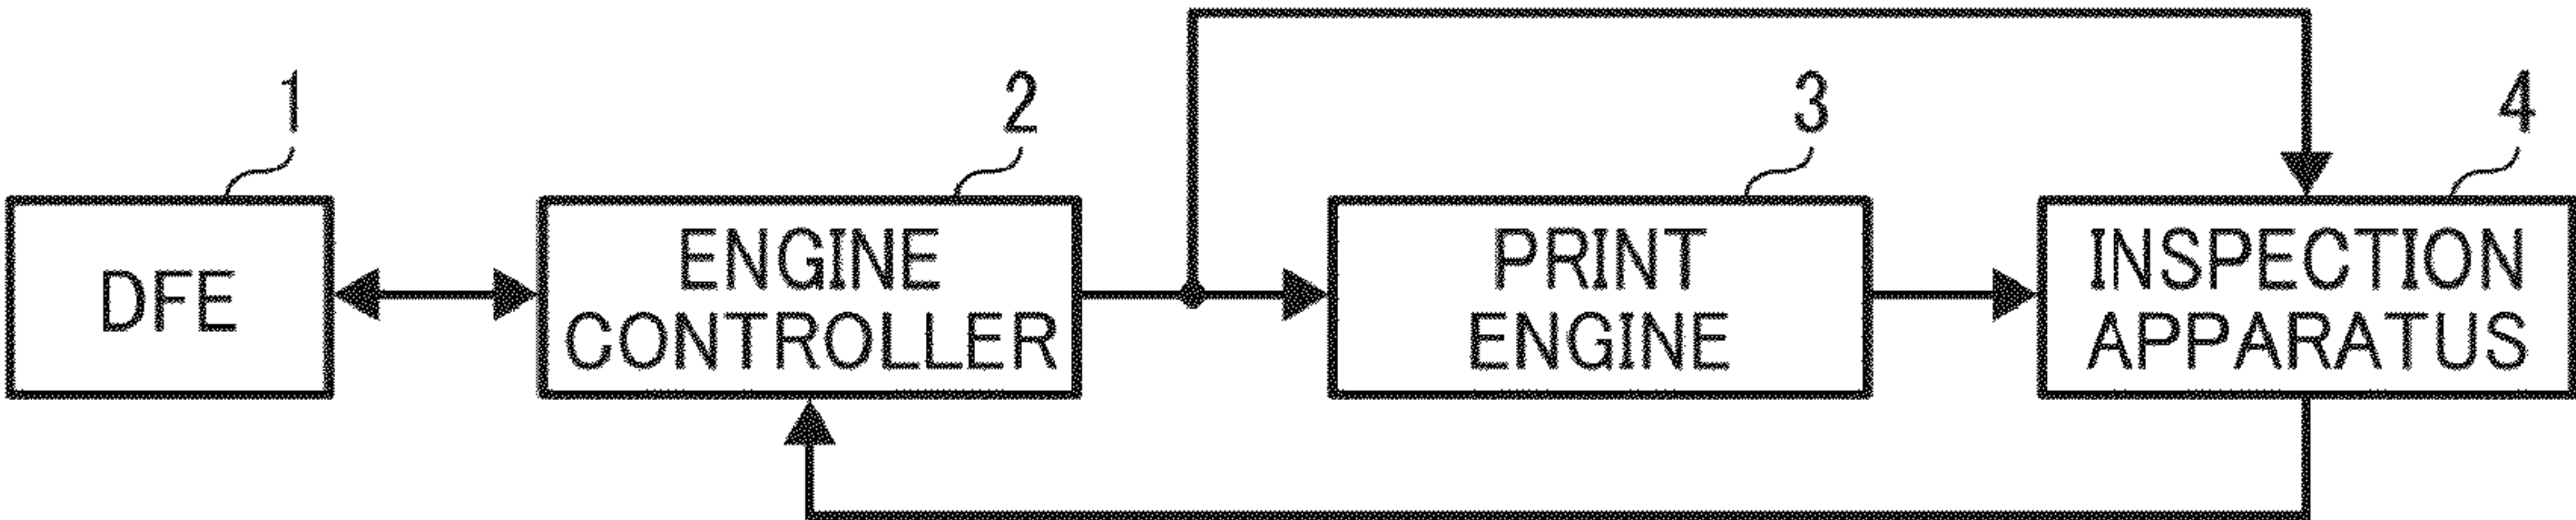 1
2
3
4
DFE
ENGINE
CONTROLLER
PRINT
ENGINE
INSPECTION
APPARATUS